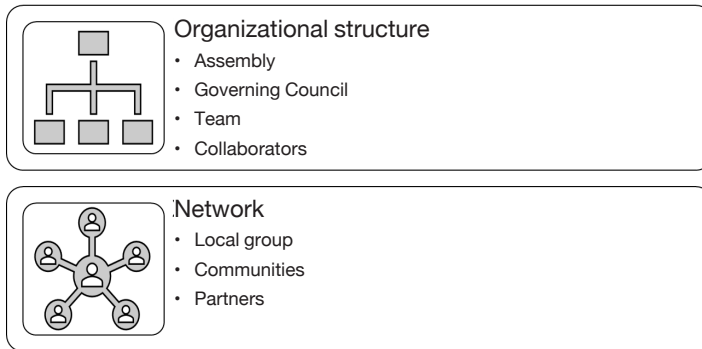 Organizational structure
• Assembly
• Governing Council
• Team
• Collaborators
Network
• Local group
• Communities
• Partners